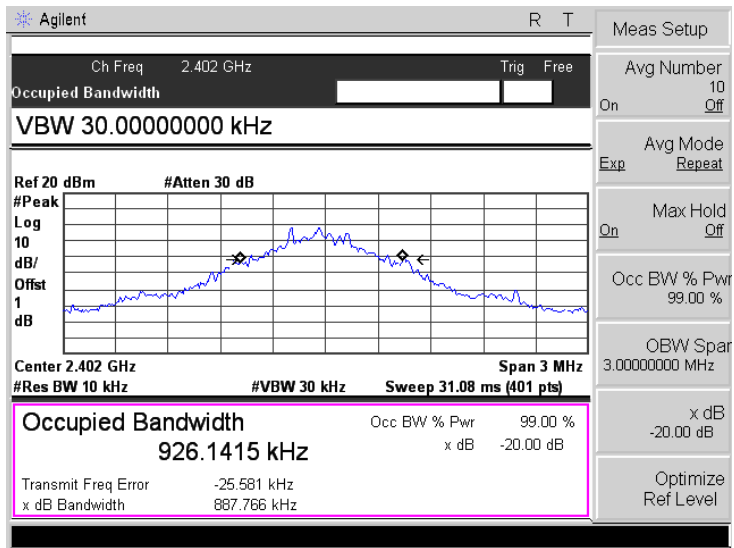 Agilent R T
Ch Freq 2.402 GHz Trig Free
Occupied Bandwidth
VBW 30.00000000 kHz
Ref 20 dBm #Atten 30 dB
#Peak
Log
10
dB/
Offst
1
dB
Center 2.402 GHz Span 3 MHz
#Res BW 10 kHz #VBW 30 kHz Sweep 31.08 ms (401 pts)
Occupied Bandwidth
926.1415 kHz
Occ BW % Pwr 99.00 %
x dB -20.00 dB
Transmit Freq Error -25.581 kHz
x dB Bandwidth 887.766 kHz
Meas Setup
Avg Number
10
On Off
Avg Mode
Exp Repeat
Max Hold
On Off
Occ BW % Pwr
99.00 %
OBW Span
3.00000000 MHz
x dB
-20.00 dB
Optimize
Ref Level